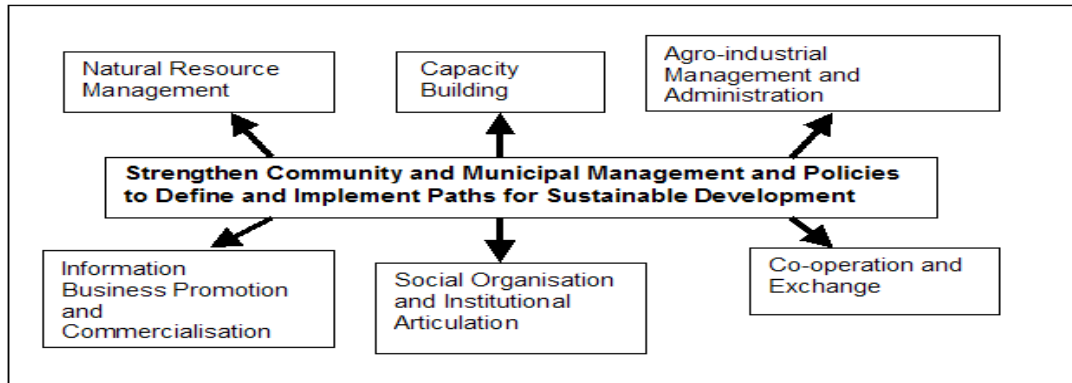 Natural Resource
Management
Capacity
Building
Agro-industrial
Management and
Administration
Strengthen Community and Municipal Management and Policies
to Define and Implement Paths for Sustainable Development
Information
Business Promotion
and
Commercialisation
Social Organisation
and Institutional
Articulation
Co-operation and
Exchange